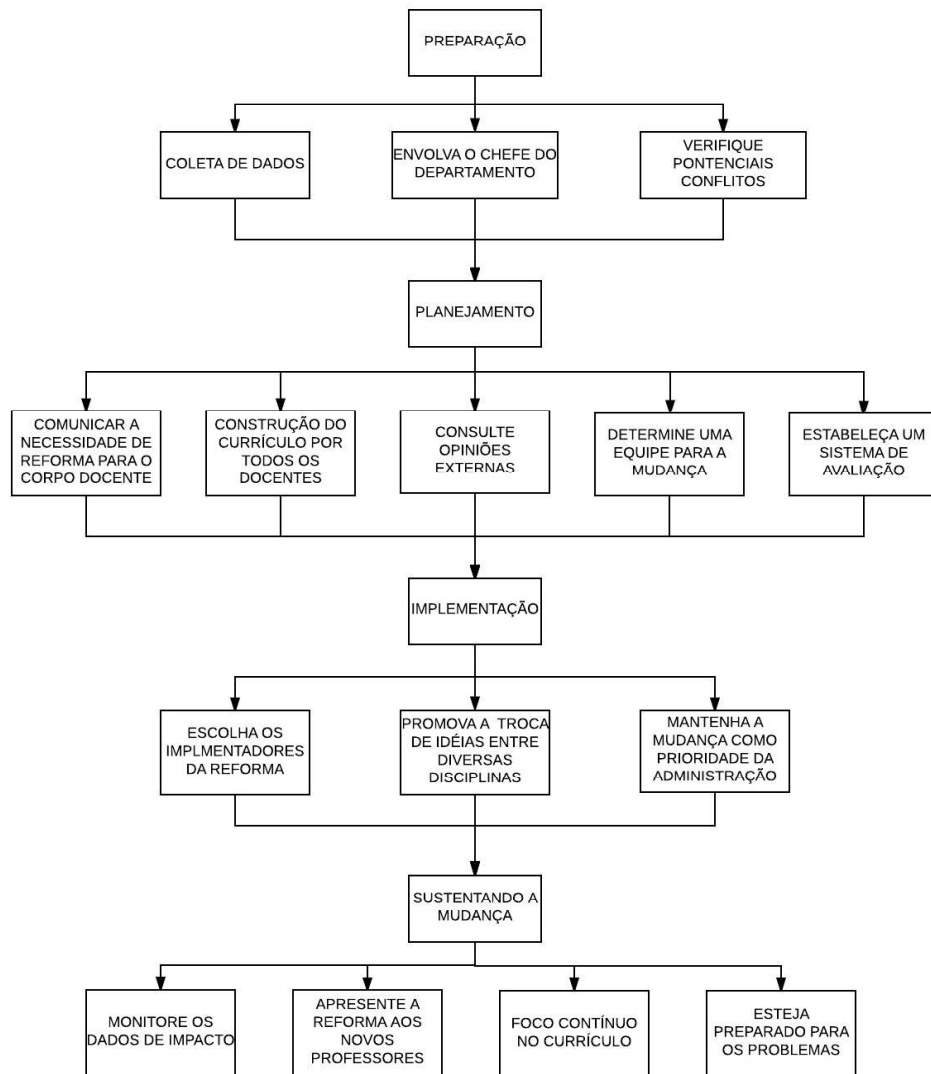 PREPARAÇÃO
COLETA DE DADOS
ENVOLVA O CHEFE DO
DEPARTAMENTO
VERIFIQUE
PONTENCIAIS
CONFLITOS
PLANEJAMENTO
COMUNICAR A
NECESSIDADE DE
REFORMA PARA O
CORPO DOCENTE
CONSTRUÇÃO DO
CURRÍCULO POR
TODOS OS
DOCENTES
CONSULTE
OPINIÕES
EXTERNAS
DETERMINE UMA
EQUIPE PARA A
MUDANÇA
ESTABELEÇA UM
SISTEMA DE
AVALIAÇÃO
IMPLEMENTAÇÃO
ESCOLHA OS
IMPLMENTADORES
DA REFORMA
PROMOVA A TROCA
DE IDÉIAS ENTRE
DIVERSAS
DISCIPLINAS
MANTENHA A
MUDANÇA COMO
PRIORIDADE DA
ADMINISTRAÇÃO
SUSTENTANDO A
MUDANÇA
MONITORE OS
DADOS DE IMPACTO
APRESENTE A
REFORMA AOS
NOVOS
PROFESSORES
FOCO CONTÍNUO
NO CURRÍCULO
ESTEJA
PREPARADO PARA
OS PROBLEMAS